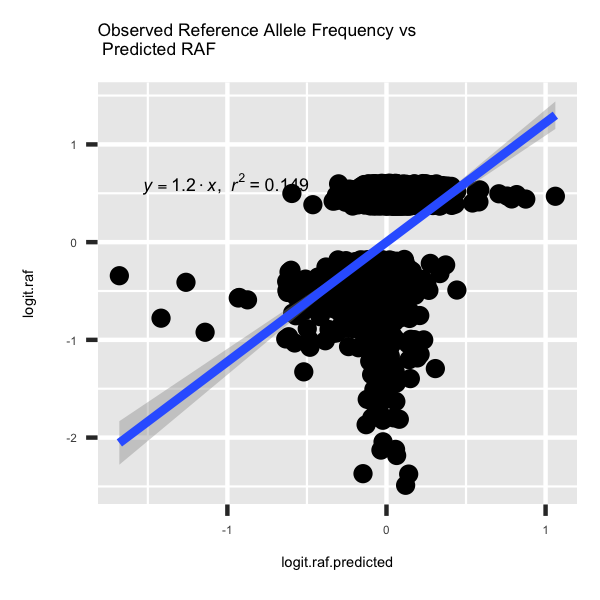 Observed Reference Allele Frequency vs
Predicted RAF
y = 1.2 · x, r² = 0.149
1
0
-1
-2
logit.raf
-1
0
1
logit.raf.predicted